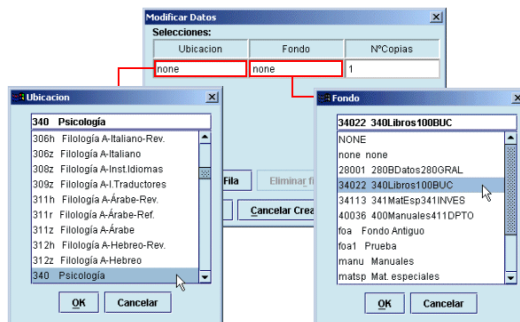 Modificar Datos
Selecciones:
Ubicacion Fondo NºCopias
none none 1
Fila Eliminar fi
Cancelar Crea
Ubicacion
340 Psicología
306h Filología A-Italiano-Rev.
306z Filología A-Italiano
308z Filología A-Inst.Idiomas
309z Filología A-I.Traductores
311h Filología A-Árabe-Rev.
311r Filología A-Árabe-Ref.
311z Filología A-Árabe
312h Filología A-Hebreo-Rev.
312z Filología A-Hebreo
340 Psicología
OK Cancelar
Fondo
34022 340Libros100BUC
NONE
none none
28001 280BDatos280GRAL
34022 340Libros100BUC
34113 341MatEsp341INVES
40036 400Manuales411DPTO
foa Fondo Antiguo
foa1 Prueba
manu Manuales
matsp Mat. especiales
OK Cancelar